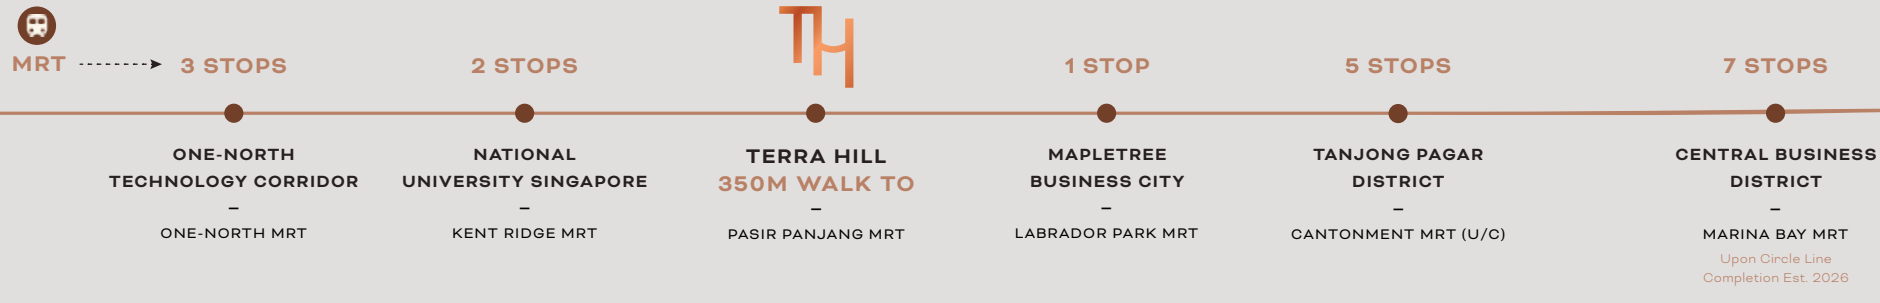 TH
MRT
3 STOPS
2 STOPS
1 STOP
5 STOPS
7 STOPS
ONE-NORTH
TECHNOLOGY CORRIDOR
–
ONE-NORTH MRT
NATIONAL
UNIVERSITY SINGAPORE
–
KENT RIDGE MRT
TERRA HILL
350M WALK TO
–
PASIR PANJANG MRT
MAPLETREE
BUSINESS CITY
–
LABRADOR PARK MRT
TANJONG PAGAR
DISTRICT
–
CANTONMENT MRT (U/C)
CENTRAL BUSINESS
DISTRICT
–
MARINA BAY MRT
Upon Circle Line
Completion Est. 2026